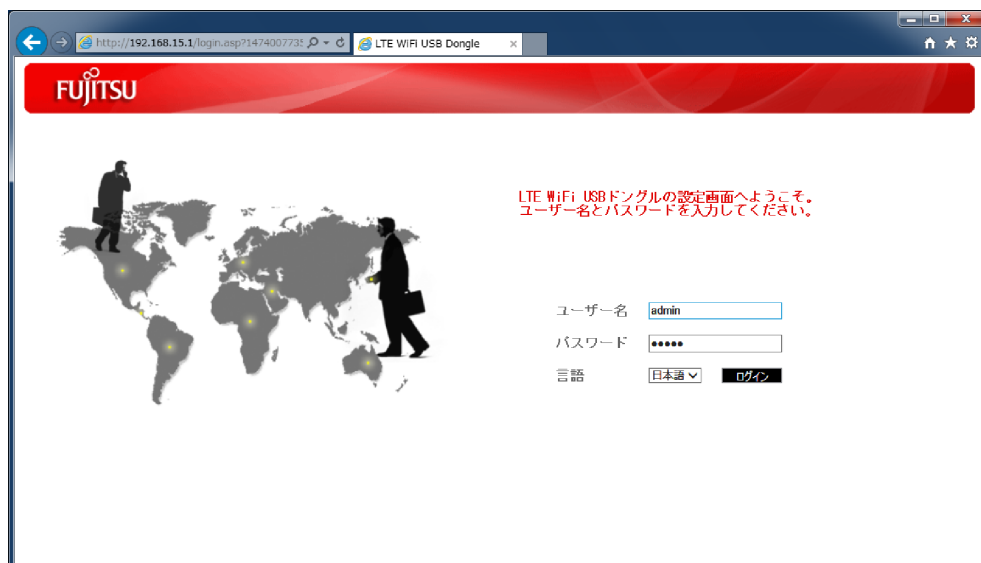 http://192.168.15.1/login.asp?1474007735
LTE WiFi USB Dongle
FUJITSU
LTE WiFi USBドングルの設定画面へようこそ。
ユーザー名とパスワードを入力してください。
ユーザー名 admin
パスワード •••••
言語 日本語 ログイン